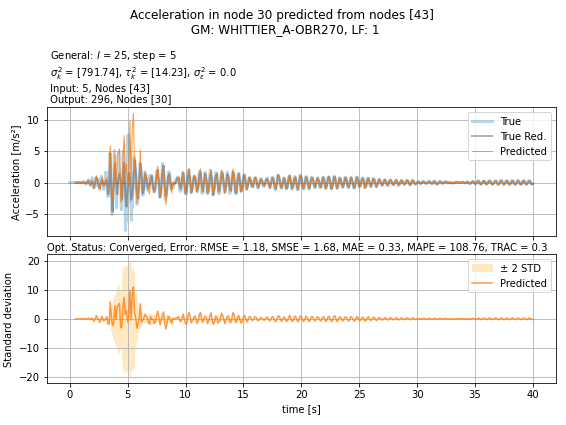 Acceleration in node 30 predicted from nodes [43]
GM: WHITTIER_A-OBR270, LF: 1
General: l = 25, step = 5
σ²ₖ = [791.74], τ²ₖ = [14.23], σ²ε = 0.0
Input: 5, Nodes [43]
Output: 296, Nodes [30]
Acceleration [m/s²]
10
5
0
−5
True
True Red.
Predicted
Opt. Status: Converged, Error: RMSE = 1.18, SMSE = 1.68, MAE = 0.33, MAPE = 108.76, TRAC = 0.3
Standard deviation
20
10
0
−10
−20
± 2 STD
Predicted
0 5 10 15 20 25 30 35 40
time [s]